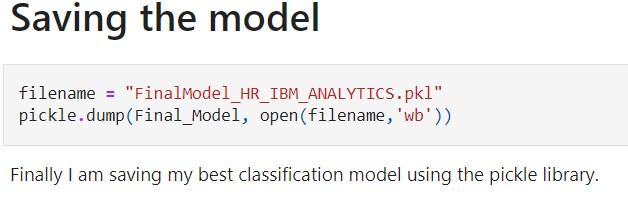 Saving the model
filename = "FinalModel_HR_IBM_ANALYTICS.pkl"
pickle.dump(Final_Model, open(filename,'wb'))
Finally I am saving my best classification model using the pickle library.